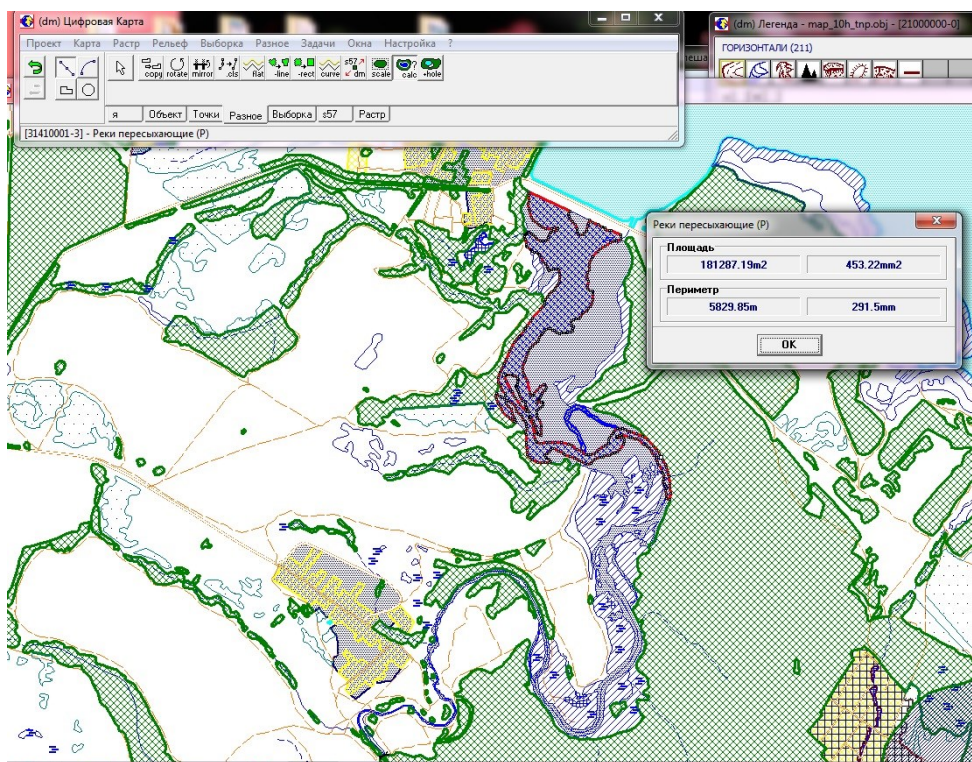 (dm) Цифровая Карта
Проект Карта Растр Рельеф Выборка Разное Задачи Окна Настройка ?
copy rotate mirror .cls flat -line -rect curve s57 dm scale calc +hole
я Объект Точки Разное Выборка s57 Растр
[31410001-3] - Реки пересыхающие (P)
(dm) Легенда - map_10h_tnp.obj - [21000000-0]
ГОРИЗОНТАЛИ (211)
Реки пересыхающие (P)
Площадь
181287.19m2 453.22mm2
Периметр
5829.85m 291.5mm
OK